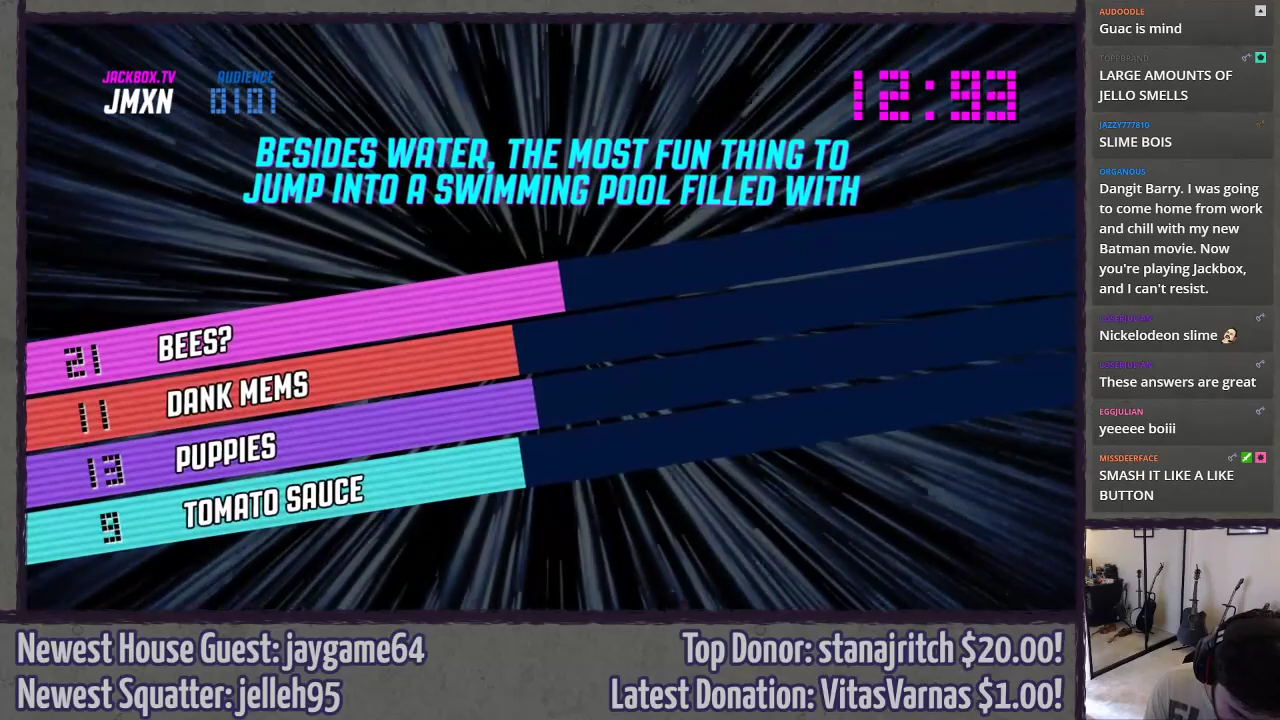 JACKBOX.TV
JMXN
AUDIENCE
0101
12:93
BESIDES WATER, THE MOST FUN THING TO
JUMP INTO A SWIMMING POOL FILLED WITH
21 BEES?
11 DANK MEMS
13 PUPPIES
9 TOMATO SAUCE
AUDOODLE
Guac is mind
TOPPBRAND
LARGE AMOUNTS OF
JELLO SMELLS
JAZZY777816
SLIME BOIS
ORGANOUS
Dangit Barry. I was going
to come home from work
and chill with my new
Batman movie. Now
you're playing Jackbox,
and I can't resist.
Nickelodeon slime
These answers are great
EGGJULIAN
yeeeee boiii
MISSDEERFACE
SMASH IT LIKE A LIKE
BUTTON
Newest House Guest: jaygame64
Newest Squatter: jelleh95
Top Donor: stanajritch $20.00!
Latest Donation: VitasVarnas $1.00!